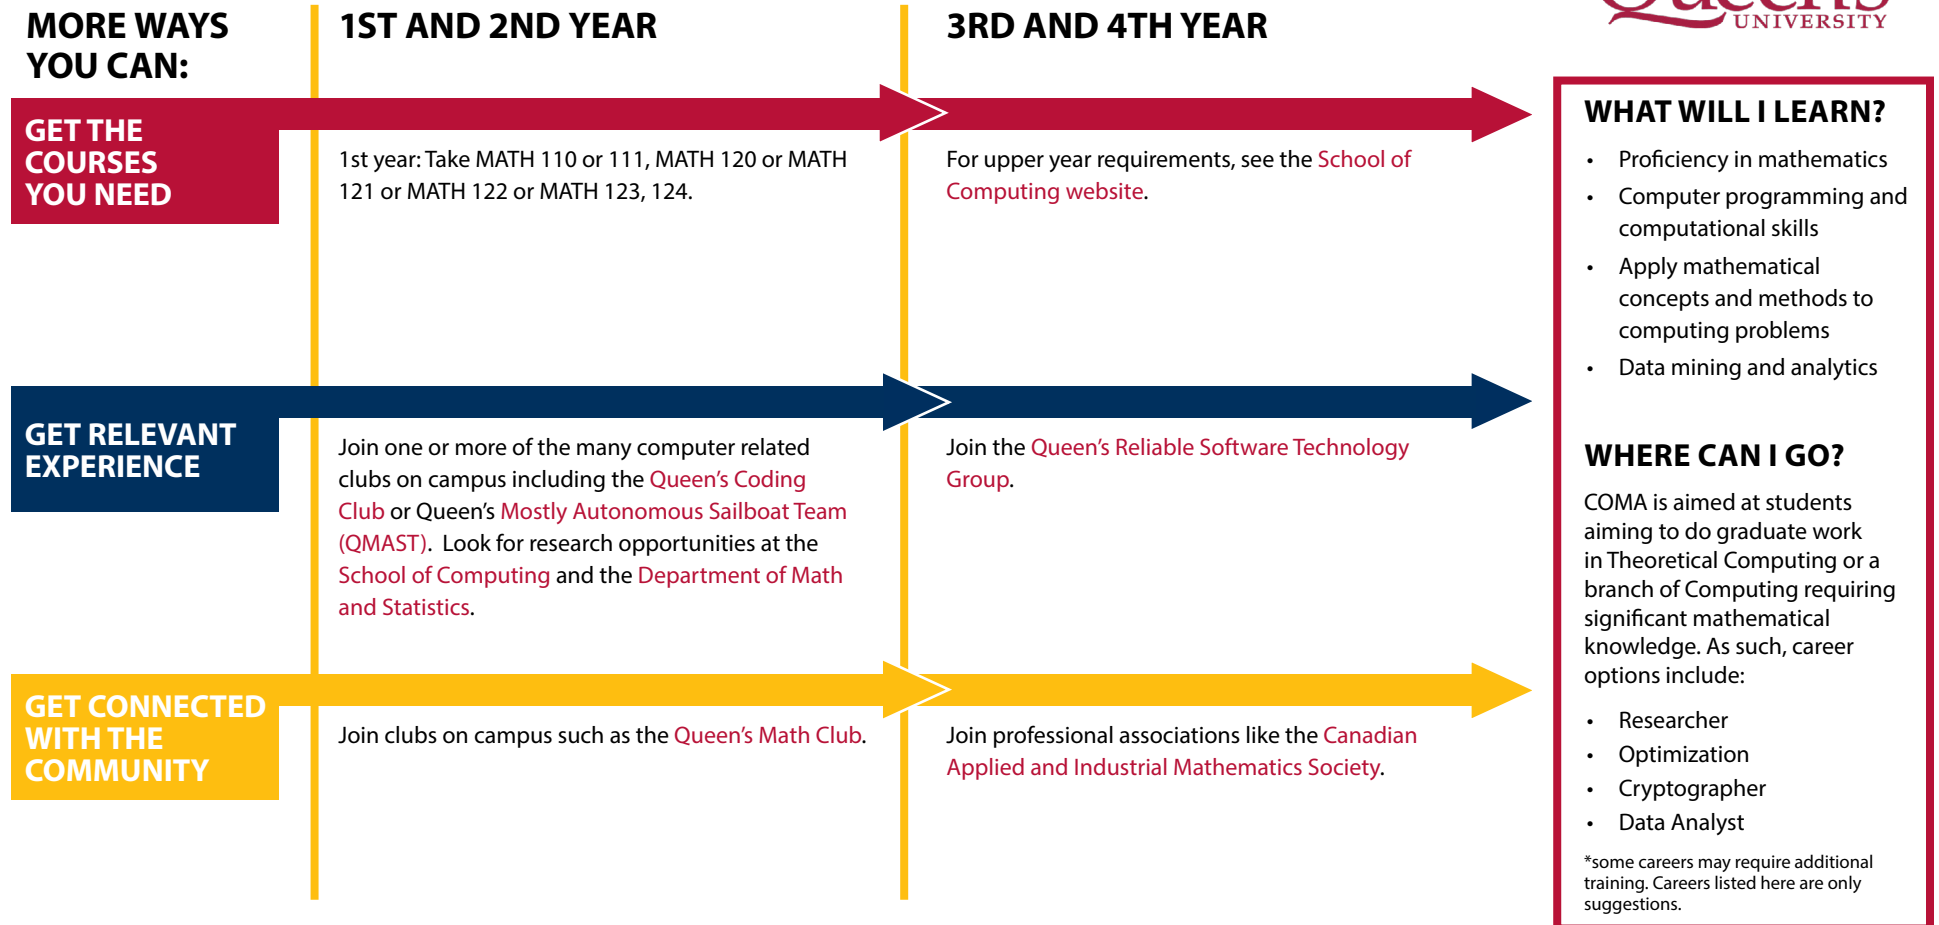 MORE WAYS
YOU CAN:
1ST AND 2ND YEAR
3RD AND 4TH YEAR
Queen's
UNIVERSITY
GET THE
COURSES
YOU NEED
1st year: Take MATH 110 or 111, MATH 120 or MATH
121 or MATH 122 or MATH 123, 124.
For upper year requirements, see the School of
Computing website.
GET RELEVANT
EXPERIENCE
Join one or more of the many computer related
clubs on campus including the Queen's Coding
Club or Queen's Mostly Autonomous Sailboat Team
(QMAST).  Look for research opportunities at the
School of Computing and the Department of Math
and Statistics.
Join the Queen's Reliable Software Technology
Group.
GET CONNECTED
WITH THE
COMMUNITY
Join clubs on campus such as the Queen's Math Club.
Join professional associations like the Canadian
Applied and Industrial Mathematics Society.
WHAT WILL I LEARN?
• Proficiency in mathematics
• Computer programming and
computational skills
• Apply mathematical
concepts and methods to
computing problems
• Data mining and analytics
WHERE CAN I GO?
COMA is aimed at students
aiming to do graduate work
in Theoretical Computing or a
branch of Computing requiring
significant mathematical
knowledge. As such, career
options include:
• Researcher
• Optimization
• Cryptographer
• Data Analyst
*some careers may require additional
training. Careers listed here are only
suggestions.